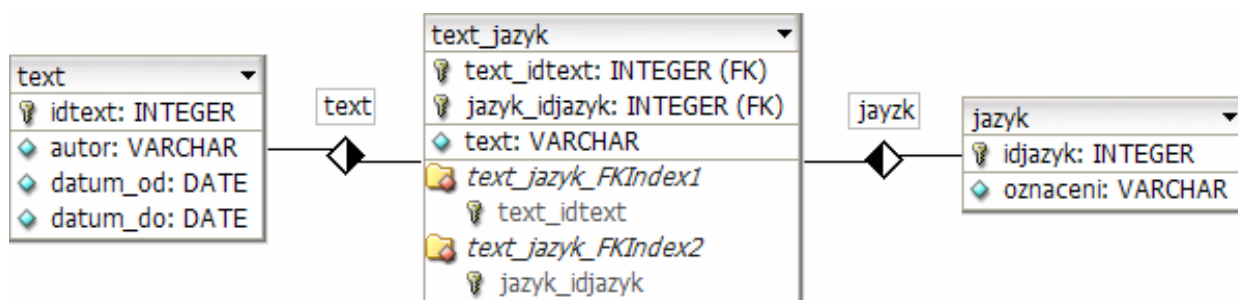 text
idtext: INTEGER
autor: VARCHAR
datum_od: DATE
datum_do: DATE
text
text_jazyk
text_idtext: INTEGER (FK)
jazyk_idjazyk: INTEGER (FK)
text: VARCHAR
text_jazyk_FKIndex1
text_idtext
text_jazyk_FKIndex2
jazyk_idjazyk
jayzk
jazyk
idjazyk: INTEGER
oznaceni: VARCHAR